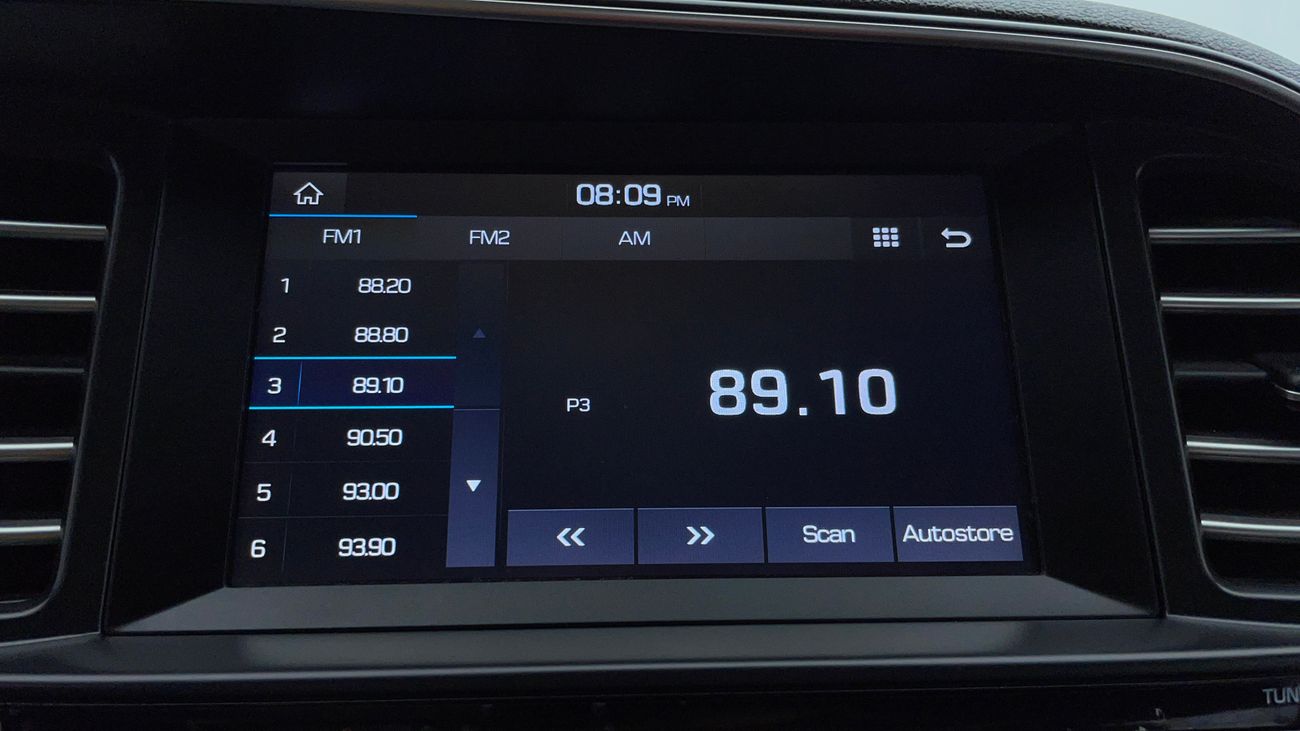 08:09 PM
FM1 FM2 AM
1 88.20
2 88.80
3 89.10
4 90.50
5 93.00
6 93.90
P3 89.10
Scan Autostore
TUN